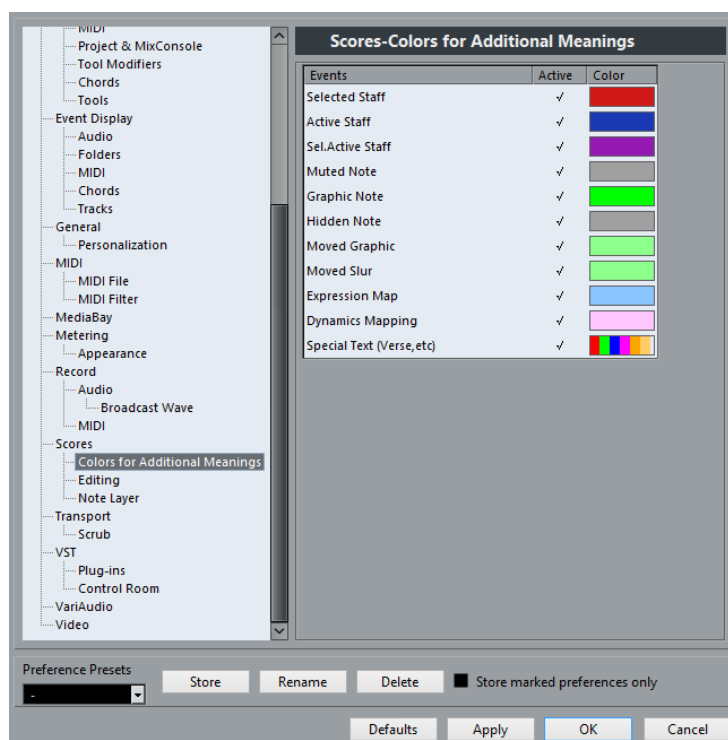 MIDI
Project & MixConsole
Tool Modifiers
Chords
Tools
Event Display
Audio
Folders
MIDI
Chords
Tracks
General
Personalization
MIDI
MIDI File
MIDI Filter
MediaBay
Metering
Appearance
Record
Audio
Broadcast Wave
MIDI
Scores
Colors for Additional Meanings
Editing
Note Layer
Transport
Scrub
VST
Plug-ins
Control Room
VariAudio
Video
Scores-Colors for Additional Meanings
Events Active Color
Selected Staff √
Active Staff √
Sel.Active Staff √
Muted Note √
Graphic Note √
Hidden Note √
Moved Graphic √
Moved Slur √
Expression Map √
Dynamics Mapping √
Special Text (Verse,etc) √
Preference Presets
-
Store Rename Delete Store marked preferences only
Defaults Apply OK Cancel